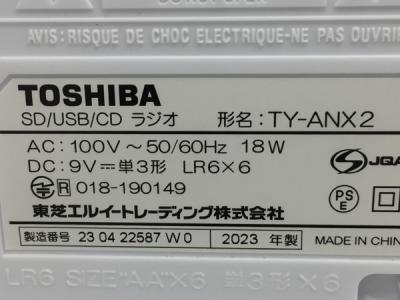 AVIS: RISQUE DE CHOC ELECTRIQUE-NE PAS OUVRIR
TOSHIBA
SD/USB/CD ラジオ 形名:TY-ANX2
AC: 100V～50/60Hz 18W
DC: 9V⎓単3形 LR6×6
R 018-190149
JQA
PS
E
東芝エルイートレーディング株式会社
製造番号 23 04 22587 W 0 2023 年製
MADE IN CHINA
LR6 SIZE "AA"×6 単3形×6